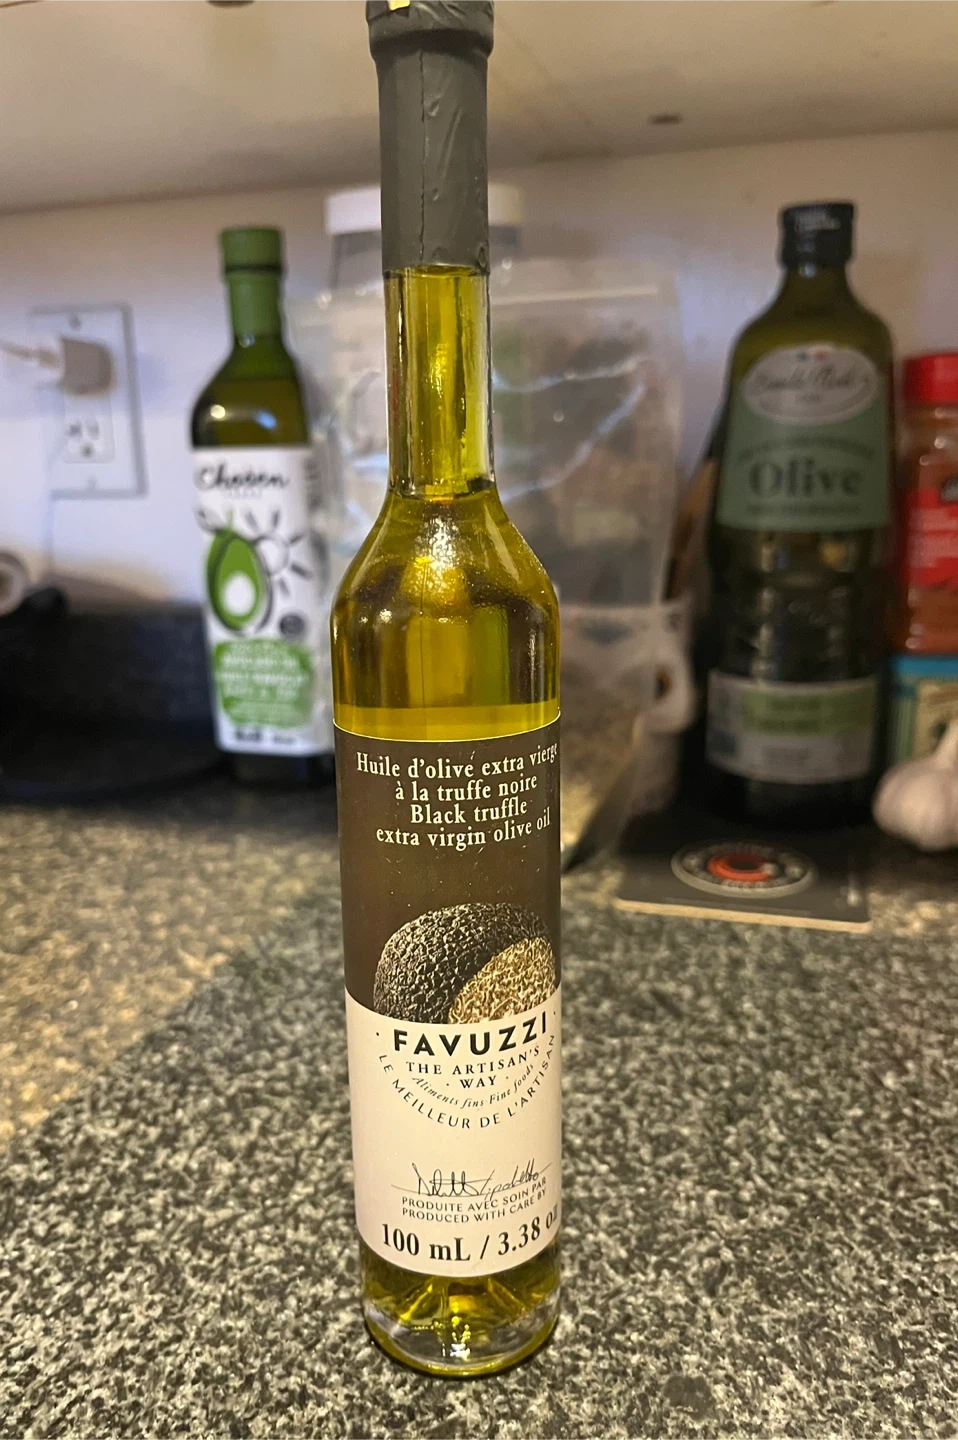 Huile d'olive extra vierge
à la truffe noire
Black truffle
extra virgin olive oil
FAVUZZI
THE ARTISAN'S
WAY
Aliments fins Fine foods
LE MEILLEUR DE L'ARTISAN
PRODUITE AVEC SOIN PAR
PRODUCED WITH CARE BY
100 mL / 3.38 oz
Chosen
Olive